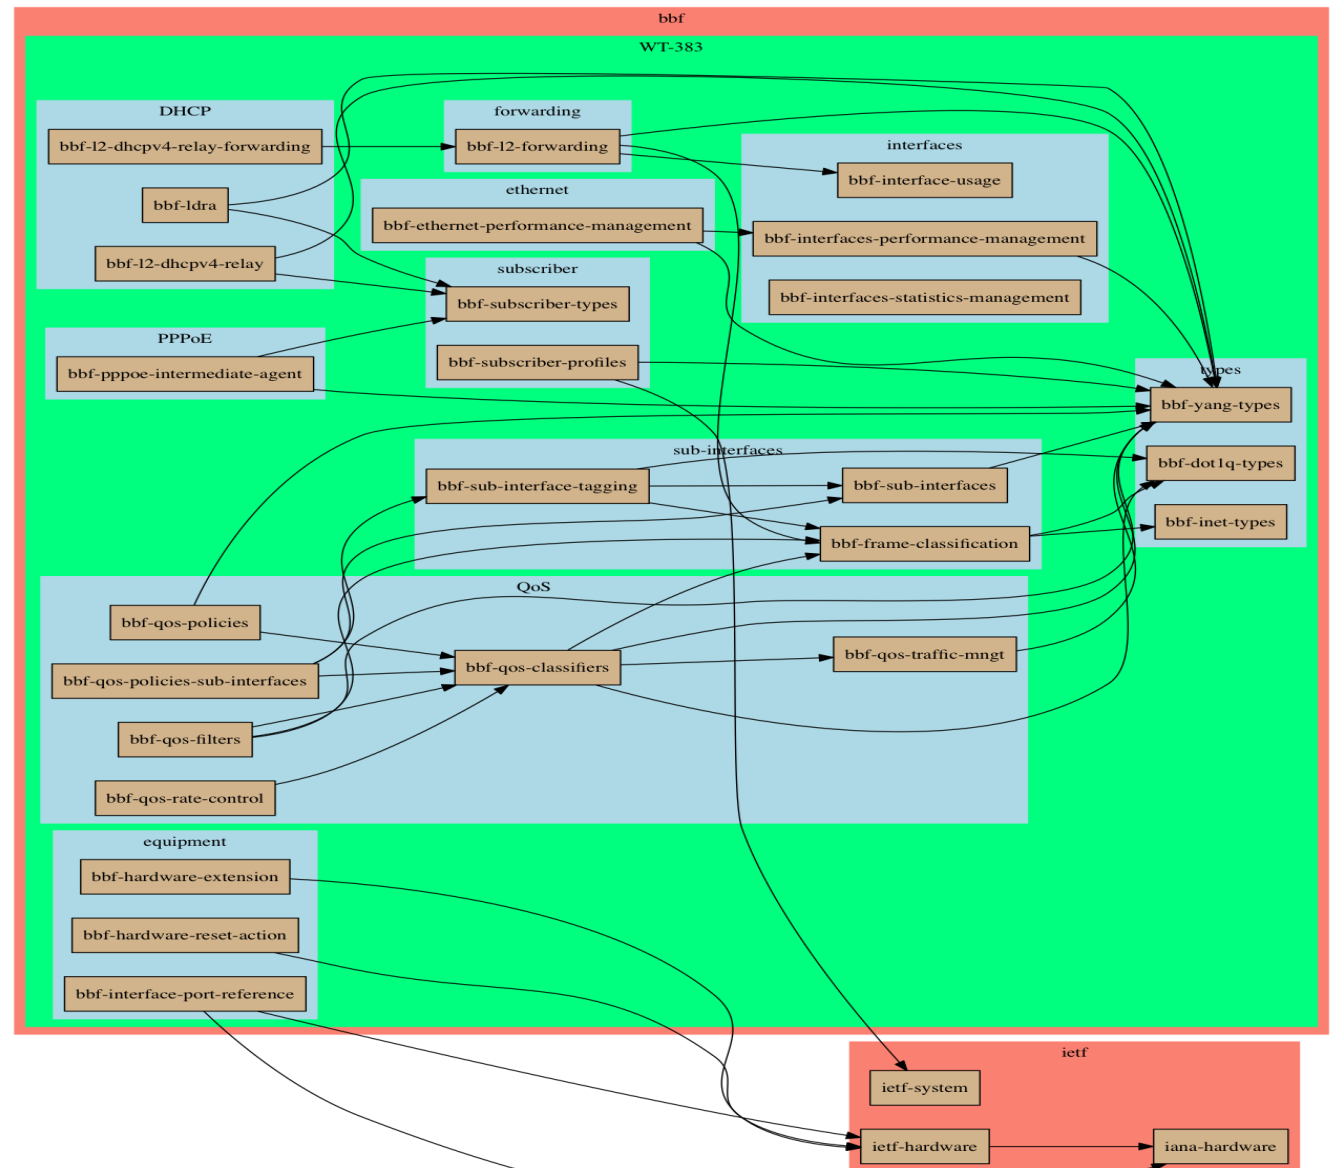 bbf
WT-383
DHCP
bbf-l2-dhcpv4-relay-forwarding
bbf-ldra
bbf-l2-dhcpv4-relay
forwarding
bbf-l2-forwarding
ethernet
bbf-ethernet-performance-management
interfaces
bbf-interface-usage
bbf-interfaces-performance-management
bbf-interfaces-statistics-management
subscriber
bbf-subscriber-types
bbf-subscriber-profiles
PPPoE
bbf-pppoe-intermediate-agent
types
bbf-yang-types
bbf-dot1q-types
bbf-inet-types
sub-interfaces
bbf-sub-interface-tagging
bbf-sub-interfaces
bbf-frame-classification
QoS
bbf-qos-policies
bbf-qos-policies-sub-interfaces
bbf-qos-filters
bbf-qos-rate-control
bbf-qos-classifiers
bbf-qos-traffic-mngt
equipment
bbf-hardware-extension
bbf-hardware-reset-action
bbf-interface-port-reference
ietf
ietf-system
ietf-hardware
iana-hardware